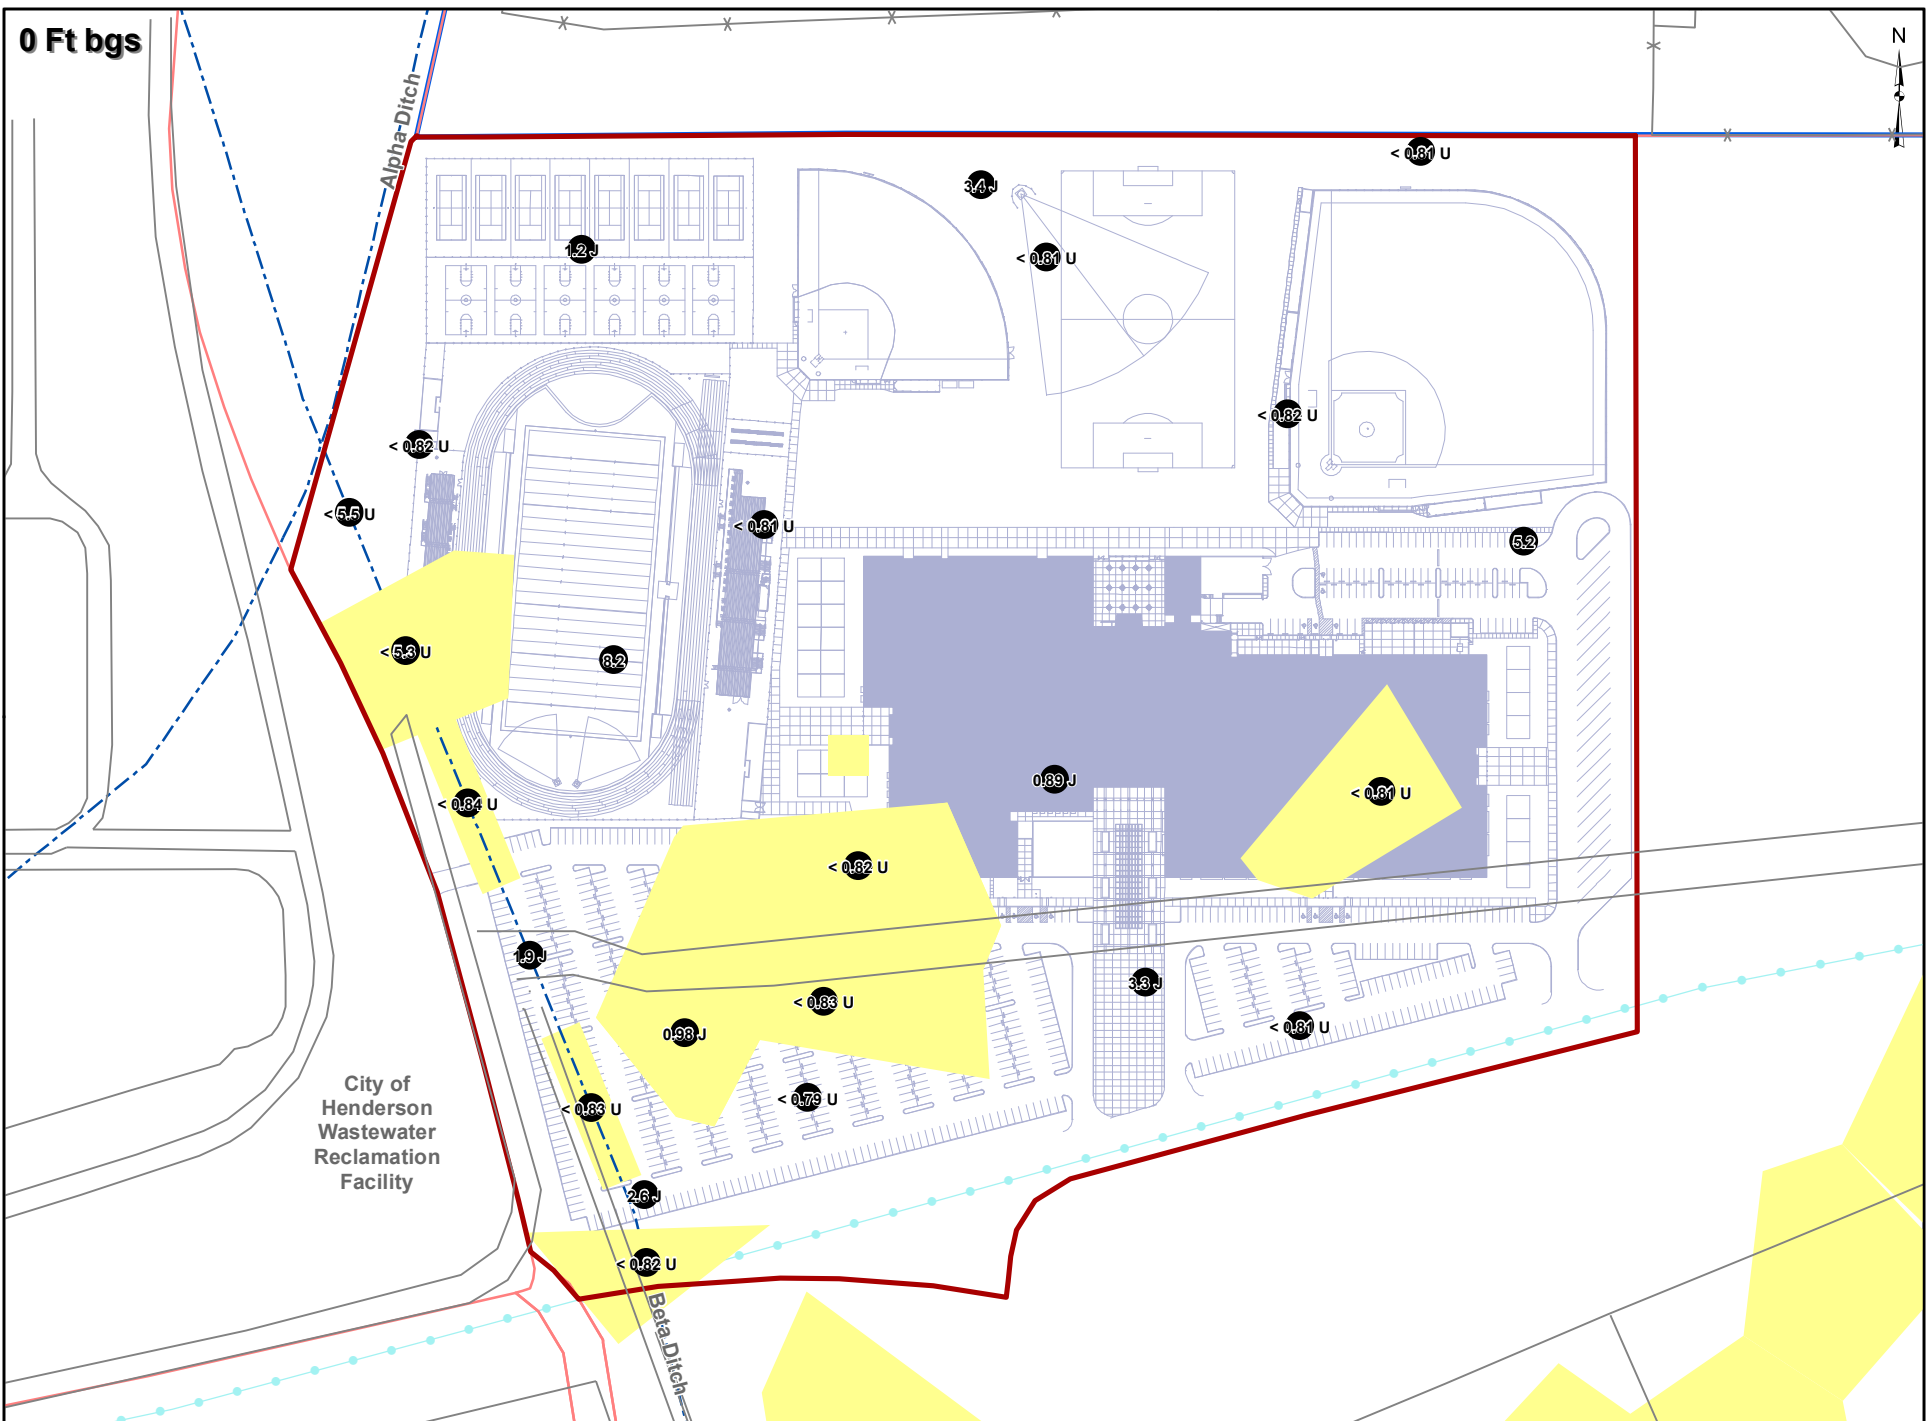 0 Ft bgs
N
Alpha Ditch
< 0.81 U
3.4 J
1.2 J
< 0.81 U
< 0.82 U
< 0.82 U
< 5.5 U
< 0.81 U
5.2
< 5.3 U
8.2
0.89 J
< 0.81 U
< 0.84 U
< 0.82 U
1.9 J
3.3 J
< 0.83 U
0.98 J
< 0.81 U
City of
Henderson
Wastewater
Reclamation
Facility
< 0.79 U
< 0.83 U
2.6 J
< 0.82 U
Beta Ditch